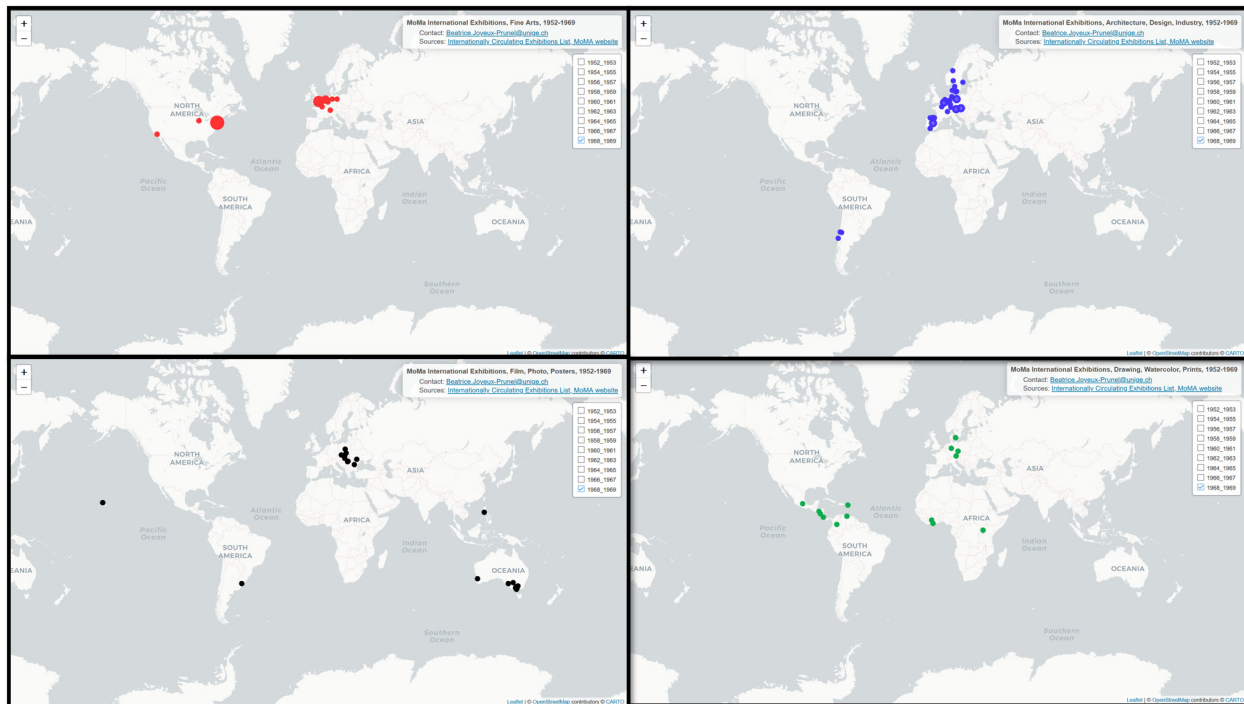 +
−
MoMa International Exhibitions, Fine Arts, 1952-1969
Contact: Beatrice.Joyeux-Prunel@unige.ch
Sources: Internationally Circulating Exhibitions List, MoMA website
1952_1953
1954_1955
1956_1957
1958_1959
1960_1961
1962_1963
1964_1965
1966_1967
1968_1969
NORTH
AMERICA
ASIA
Atlantic
Ocean
AFRICA
Pacific
Ocean
Indian
Ocean
SOUTH
AMERICA
EANIA
OCEANIA
Southern
Ocean
Leaflet | © OpenStreetMap contributors © CARTO
+
−
MoMa International Exhibitions, Architecture, Design, Industry, 1952-1969
Contact: Beatrice.Joyeux-Prunel@unige.ch
Sources: Internationally Circulating Exhibitions List, MoMA website
1952_1953
1954_1955
1956_1957
1958_1959
1960_1961
1962_1963
1964_1965
1966_1967
1968_1969
NORTH
AMERICA
ASIA
Atlantic
Ocean
AFRICA
Pacific
Ocean
Indian
Ocean
SOUTH
AMERICA
EANIA
OCEANIA
Southern
Ocean
Leaflet | © OpenStreetMap contributors © CARTO
+
−
MoMa International Exhibitions, Film, Photo, Posters, 1952-1969
Contact: Beatrice.Joyeux-Prunel@unige.ch
Sources: Internationally Circulating Exhibitions List, MoMA website
1952_1953
1954_1955
1956_1957
1958_1959
1960_1961
1962_1963
1964_1965
1966_1967
1968_1969
NORTH
AMERICA
ASIA
Atlantic
Ocean
AFRICA
Pacific
Ocean
Indian
Ocean
SOUTH
AMERICA
EANIA
OCEANIA
Southern
Ocean
Leaflet | © OpenStreetMap contributors © CARTO
+
−
MoMa International Exhibitions, Drawing, Watercolor, Prints, 1952-1969
Contact: Beatrice.Joyeux-Prunel@unige.ch
Sources: Internationally Circulating Exhibitions List, MoMA website
1952_1953
1954_1955
1956_1957
1958_1959
1960_1961
1962_1963
1964_1965
1966_1967
1968_1969
NORTH
AMERICA
ASIA
Atlantic
Ocean
AFRICA
Pacific
Ocean
Indian
Ocean
SOUTH
AMERICA
EANIA
OCEANIA
Southern
Ocean
Leaflet | © OpenStreetMap contributors © CARTO